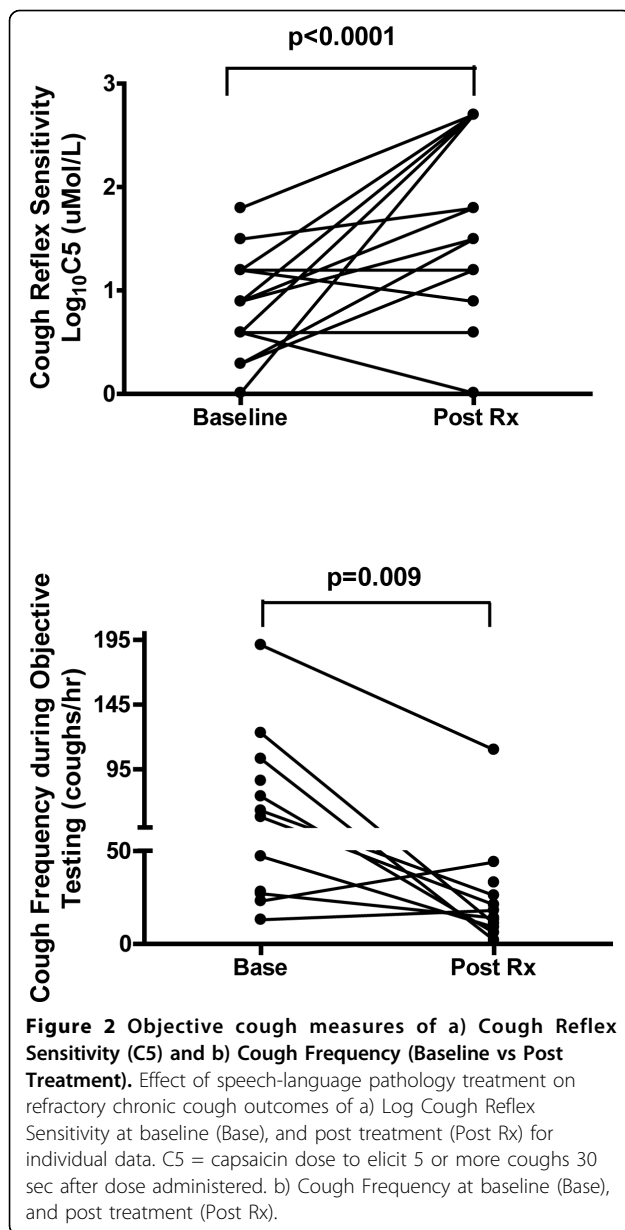 p<0.0001
Cough Reflex Sensitivity
Log₁₀C5 (uMol/L)
3
2
1
0
Baseline Post Rx
p=0.009
Cough Frequency during Objective
Testing (coughs/hr)
195
145
95
50
0
Base Post Rx
Figure 2 Objective cough measures of a) Cough Reflex
Sensitivity (C5) and b) Cough Frequency (Baseline vs Post
Treatment). Effect of speech-language pathology treatment on
refractory chronic cough outcomes of a) Log Cough Reflex
Sensitivity at baseline (Base), and post treatment (Post Rx) for
individual data. C5 = capsaicin dose to elicit 5 or more coughs 30
sec after dose administered. b) Cough Frequency at baseline (Base),
and post treatment (Post Rx).